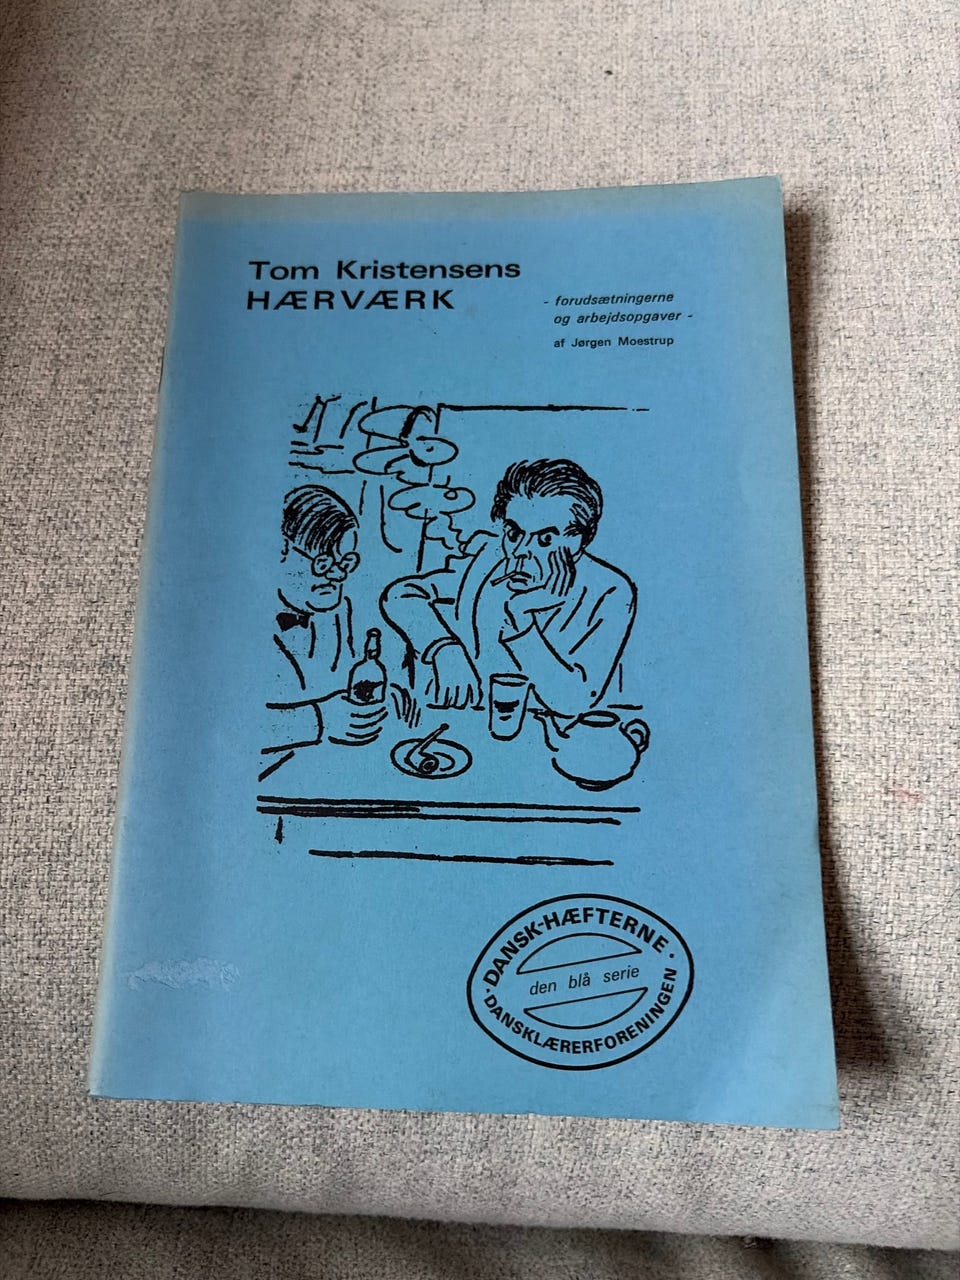 Tom Kristensens
HÆRVÆRK
- forudsætningerne
og arbejdsopgaver -
af Jørgen Moestrup
· DANSK-HÆFTERNE ·
den blå serie
DANSKLÆRERFORENINGEN